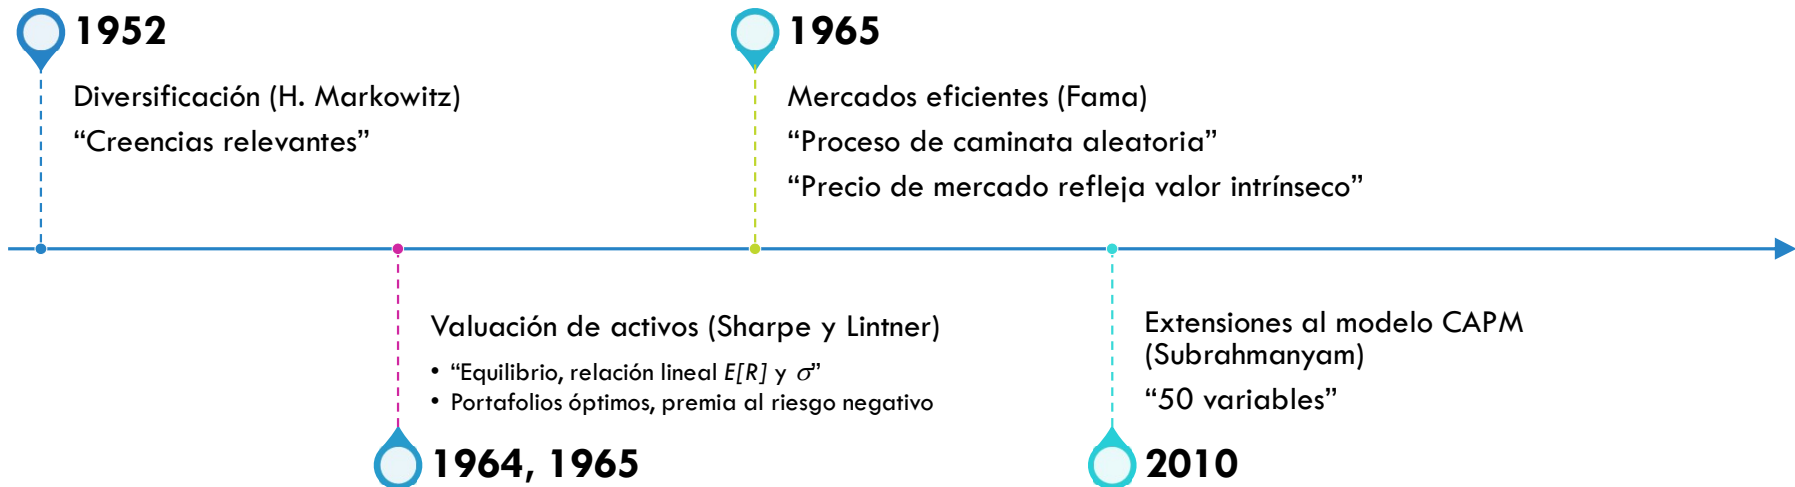 1952
Diversificación (H. Markowitz)
“Creencias relevantes”
1965
Mercados eficientes (Fama)
“Proceso de caminata aleatoria”
“Precio de mercado refleja valor intrínseco”
Valuación de activos (Sharpe y Lintner)
• “Equilibrio, relación lineal E[R] y σ”
• Portafolios óptimos, premia al riesgo negativo
1964, 1965
Extensiones al modelo CAPM
(Subrahmanyam)
“50 variables”
2010